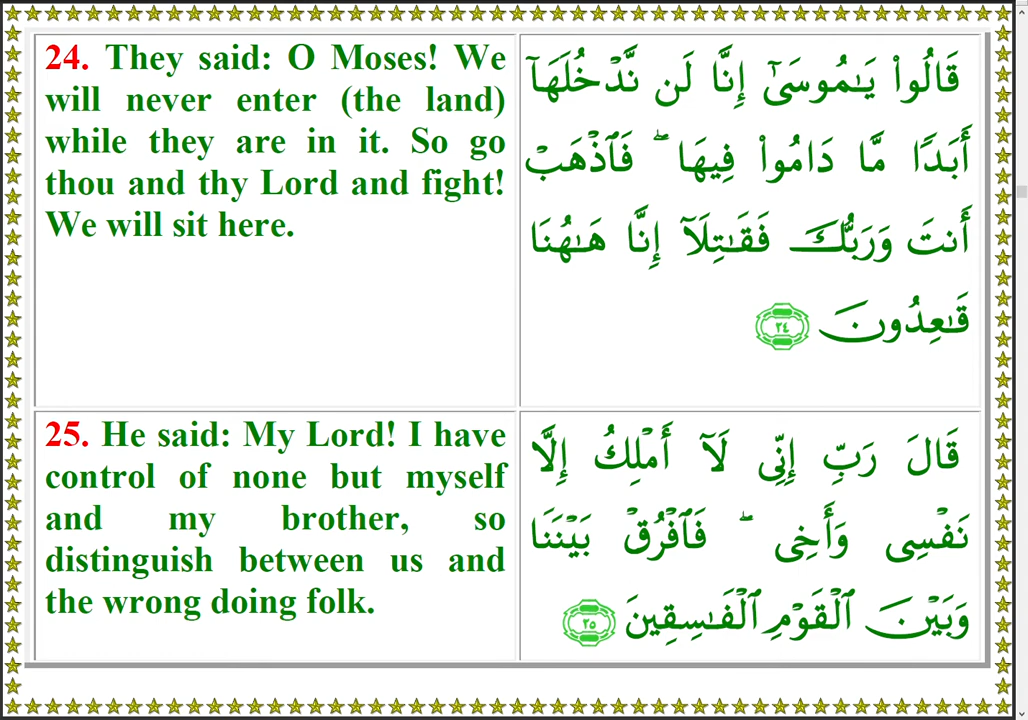 24. They said: O Moses! We
will never enter (the land)
while they are in it. So go
thou and thy Lord and fight!
We will sit here.
قَالُوا۟ يَـٰمُوسَىٰٓ إِنَّا لَن نَّدْخُلَهَآ
أَبَدًا مَّا دَامُوا۟ فِيهَا ۖ فَٱذْهَبْ
أَنتَ وَرَبُّكَ فَقَـٰتِلَآ إِنَّا هَـٰهُنَا
قَـٰعِدُونَ ٢٤
25. He said: My Lord! I have
control of none but myself
and my brother, so
distinguish between us and
the wrong doing folk.
قَالَ رَبِّ إِنِّى لَآ أَمْلِكُ إِلَّا
نَفْسِى وَأَخِى ۖ فَٱفْرُقْ بَيْنَنَا
وَبَيْنَ ٱلْقَوْمِ ٱلْفَـٰسِقِينَ ٢٥